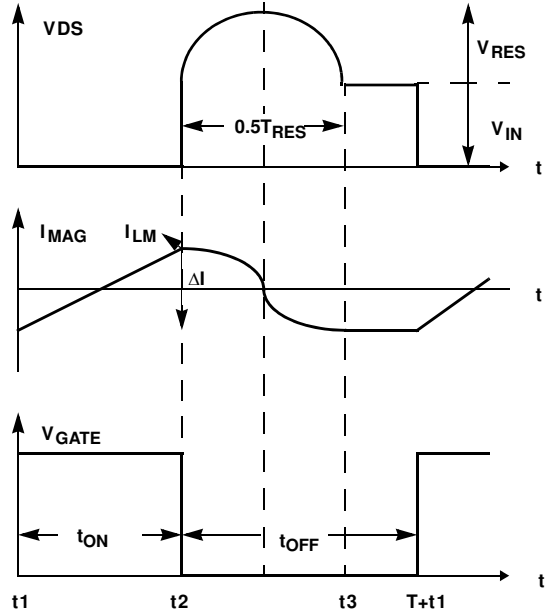 VDS
VRES
0.5TRES
VIN
t
IMAG
ILM
ΔI
t
VGATE
tON
tOFF
t
t1
t2
t3
T+t1